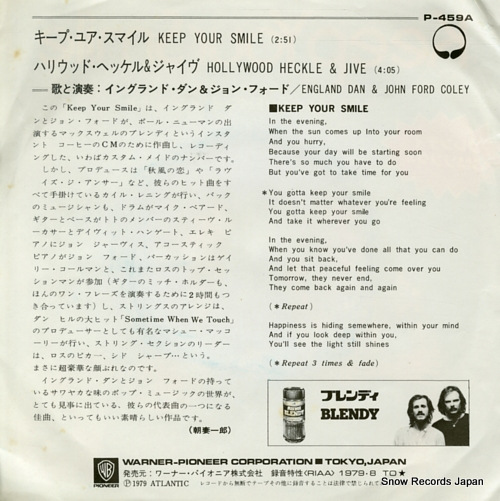 P-459A
キープ・ユア・スマイル KEEP YOUR SMILE (2:51)
ハリウッド・ヘッケル&ジャイヴ HOLLYWOOD HECKLE & JIVE (4:05)
歌と演奏:イングランド・ダン&ジョン・フォード/ENGLAND DAN & JOHN FORD COLEY
この「Keep Your Smile」は、イングランド ダ
ンとジョン・フォードが、ポール・ニューマンの出
演するマックスウェルのブレンディというインスタ
ント コーヒーのCMのために作曲し、レコーディ
ングした、いわばカスタム・メイドのナンバーです。
しかし、プロデュースは「秋風の恋」や「ラヴ
イズ・ジ・アンサー」など、彼らのヒット曲をす
べて手掛けているカイル・レニングが行い、バック
のミュージシャンも、ドラムがマイク・ベアード、
ギターとベースがトトのメンバーのスティーヴ・ル
ーカサーとデイヴィット・ハンゲート、エレキ ピ
アノにジョン ジャーヴィス、アコースティック
ピアノがジョン フォード、パーカッションはゲイ
リー・コールマンと、これまたロスのトップ・セッ
ションマンが参加(ギターのミッチ・ホルダーも、
ほんのワン・フレーズを演奏するために2時間もつ
き合っています)し、ストリングスのアレンジは、
ダン ヒルの大ヒット「Sometime When We Touch」
のプロデューサーとしても有名なマシュー・マッコ
ーリーが行い、ストリング・セクションのリーダー
は、ロスのピカ一、シド シャープ…という。
まさに超豪華な顔ぶれなのです。
イングランド・ダンとジョン フォードの持って
いるサワヤカな味のポップ・ミュージックの世界が、
とても見事に出ている、彼らの代表曲の一つになる
佳曲、といってもいい素晴らしい作品です。
(朝妻一郎)
■KEEP YOUR SMILE
In the evening,
When the sun comes up Into your room
And you hurry,
Because your day will be starting soon
There's so much you have to do
But you've got to take time for you
*You gotta keep your smile
It doesn't matter whatever you're feeling
You gotta keep your smile
And take it wherever you go
In the evening,
When you know you've done all that you can do
And you sit back,
And let that peaceful feeling come over you
Tomorrow, they never end,
They come back again and again
(*Repeat)
Happiness is hiding somewhere, within your mind
And if you look deep within you,
You'll see the light still shines
(*Repeat 3 times & fade)
ブレンディ
BLENDY
WARNER-PIONEER CORPORATION ■ TOKYO, JAPAN
発売元:ワーナー・パイオニア株式会社 録音特性(RIAA) 1979・8 TO★
PIONEER
Ⓟ1979 ATLANTIC
Snow Records Japan